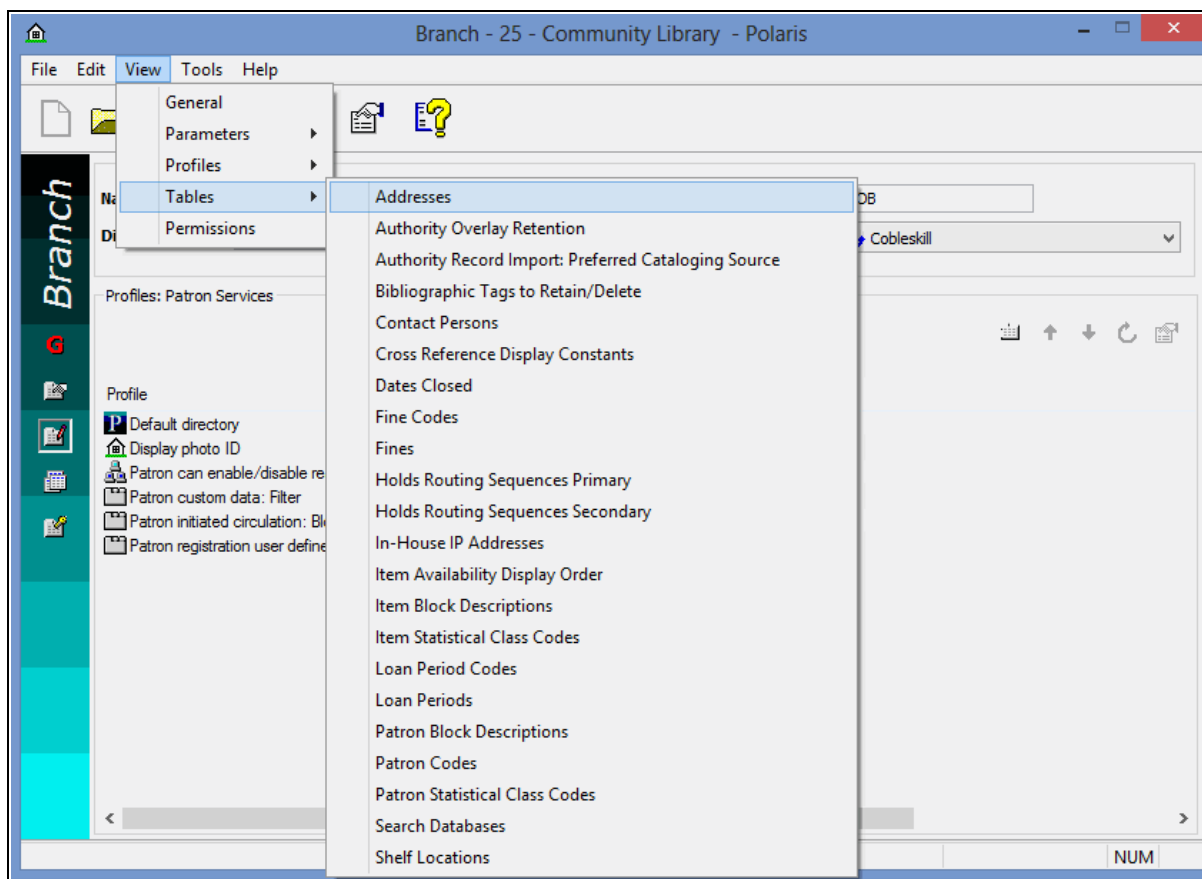 Branch - 25 - Community Library - Polaris
File Edit View Tools Help
General
Parameters
Profiles
Tables
Permissions
Addresses
Authority Overlay Retention
Authority Record Import: Preferred Cataloging Source
Bibliographic Tags to Retain/Delete
Contact Persons
Cross Reference Display Constants
Dates Closed
Fine Codes
Fines
Holds Routing Sequences Primary
Holds Routing Sequences Secondary
In-House IP Addresses
Item Availability Display Order
Item Block Descriptions
Item Statistical Class Codes
Loan Period Codes
Loan Periods
Patron Block Descriptions
Patron Codes
Patron Statistical Class Codes
Search Databases
Shelf Locations
Branch
G
Cobleskill
Profiles: Patron Services
Profile
Default directory
Display photo ID
Patron can enable/disable re
Patron custom data: Filter
Patron initiated circulation:
Patron registration user define
NUM